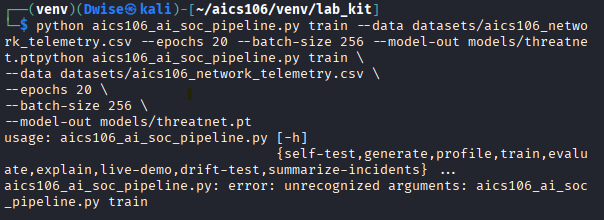 ┌──(venv)(Dwise㉿kali)-[~/aics106/venv/lab_kit]
└─$ python aics106_ai_soc_pipeline.py train --data datasets/aics106_netwo
rk_telemetry.csv --epochs 20 --batch-size 256 --model-out models/threatne
t.ptpython aics106_ai_soc_pipeline.py train \
--data datasets/aics106_network_telemetry.csv \
--epochs 20 \
--batch-size 256 \
--model-out models/threatnet.pt
usage: aics106_ai_soc_pipeline.py [-h]
{self-test,generate,profile,train,evalu
ate,explain,live-demo,drift-test,summarize-incidents} ...
aics106_ai_soc_pipeline.py: error: unrecognized arguments: aics106_ai_soc
_pipeline.py train